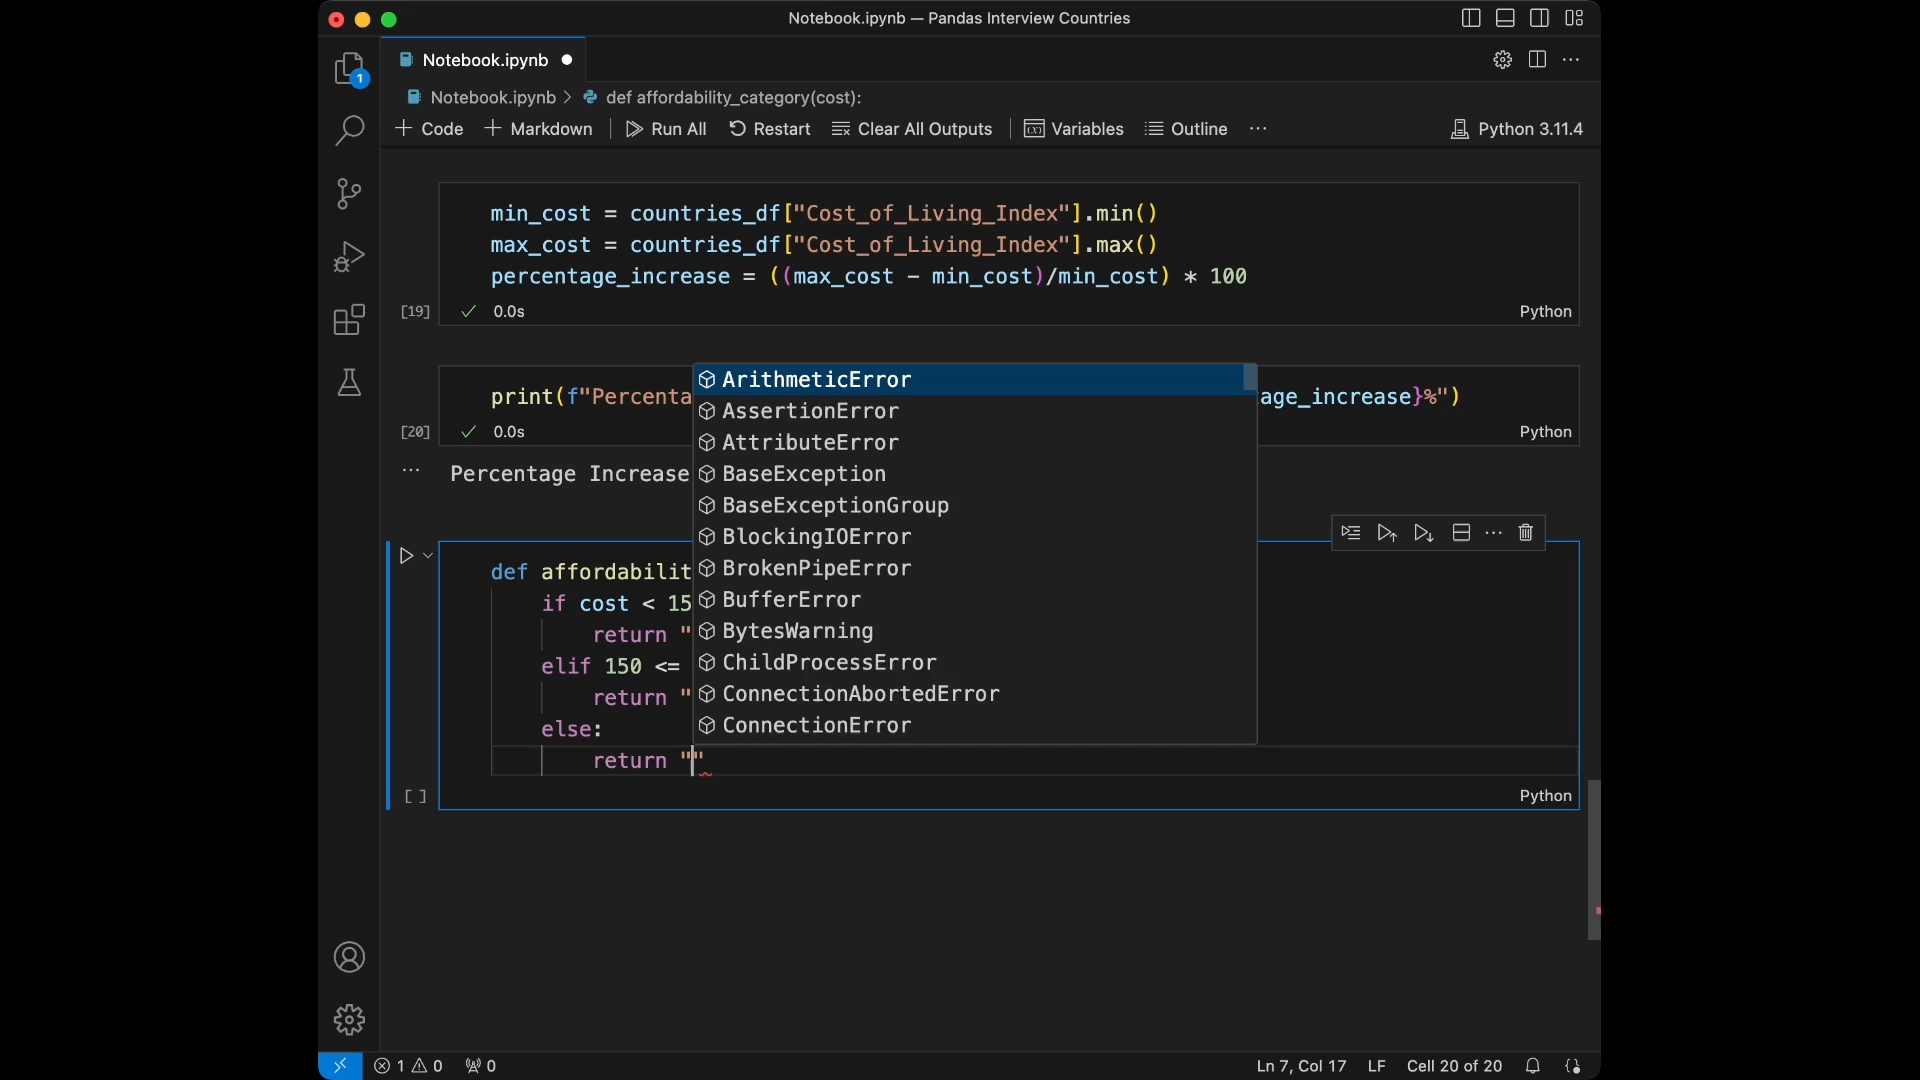 Notebook.ipynb — Pandas Interview Countries
Notebook.ipynb
Notebook.ipynb > def affordability_category(cost):
+ Code + Markdown Run All Restart Clear All Outputs Variables Outline ··· Python 3.11.4
1
min_cost = countries_df["Cost_of_Living_Index"].min()
max_cost = countries_df["Cost_of_Living_Index"].max()
percentage_increase = ((max_cost - min_cost)/min_cost) * 100
[19] ✓ 0.0s Python
print(f"Percenta
age_increase}%")
[20] ✓ 0.0s Python
··· Percentage Increase
ArithmeticError
AssertionError
AttributeError
BaseException
BaseExceptionGroup
BlockingIOError
BrokenPipeError
BufferError
BytesWarning
ChildProcessError
ConnectionAbortedError
ConnectionError
def affordabilit
if cost < 15
return "
elif 150 <=
return "
else:
return ""
[ ] Python
1 0 0 Ln 7, Col 17 LF Cell 20 of 20